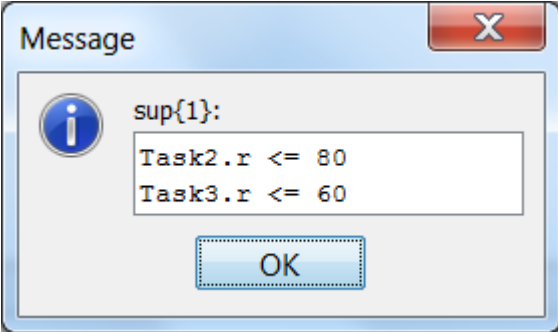 Message
sup{1}:
Task2.r <= 80
Task3.r <= 60
OK